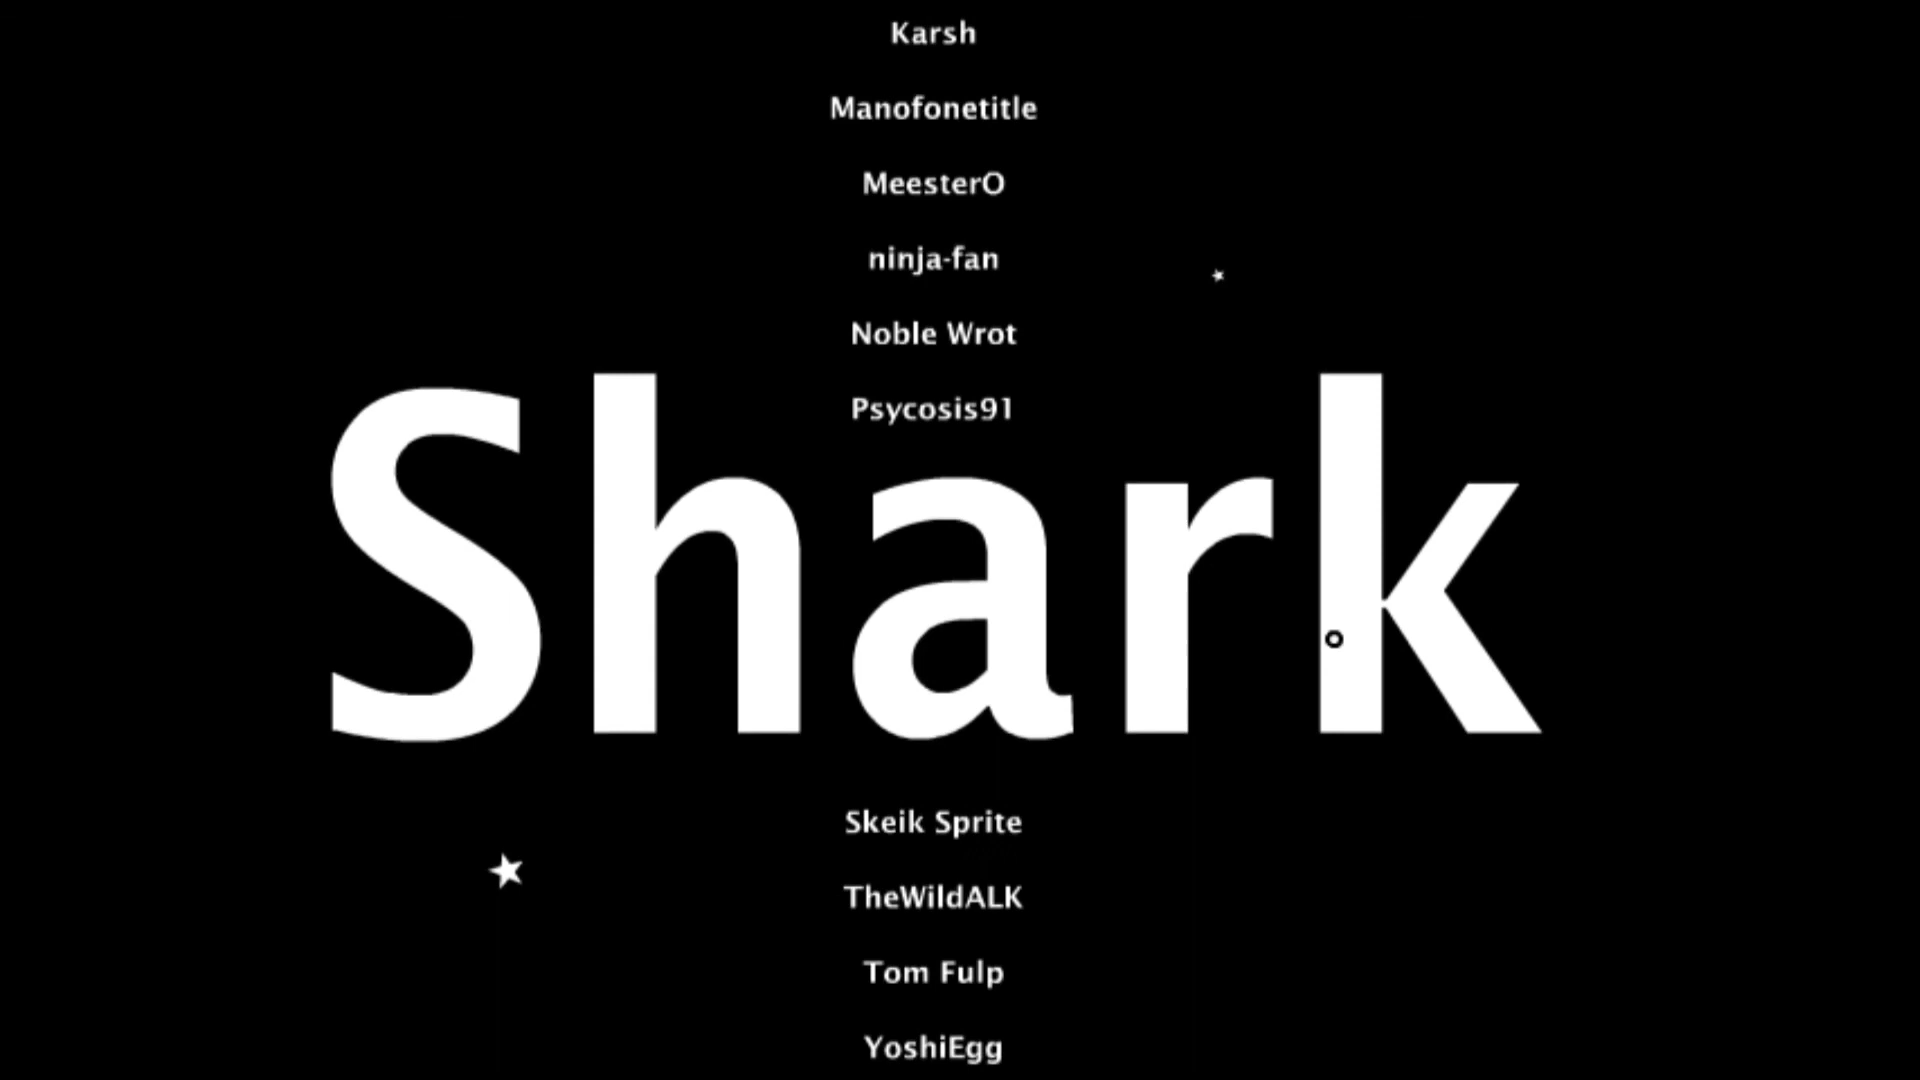 Karsh
Manofonetitle
MeesterO
ninja-fan
Noble Wrot
Psycosis91
Shark
Skeik Sprite
TheWildALK
Tom Fulp
YoshiEgg